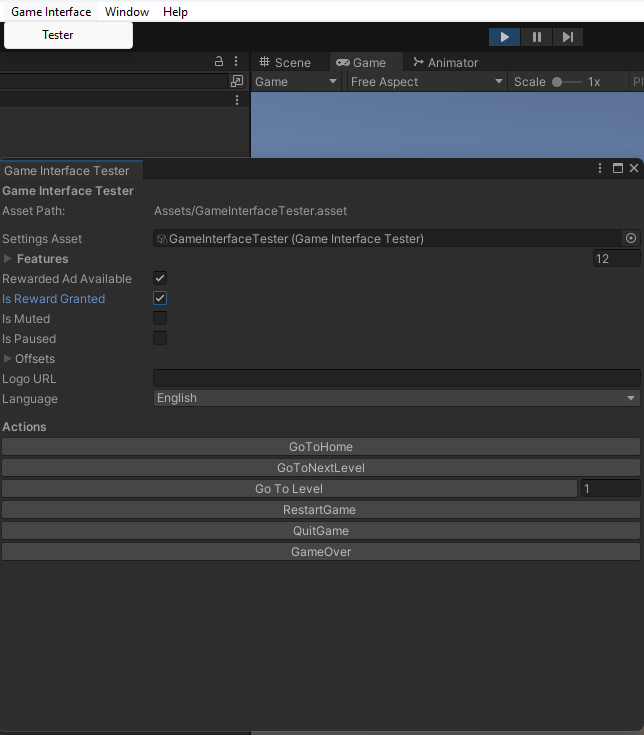 Game Interface Window Help
Tester
Scene Game Animator
Game Free Aspect Scale 1x Pl
Game Interface Tester
Game Interface Tester
Asset Path: Assets/GameInterfaceTester.asset
Settings Asset GameInterfaceTester (Game Interface Tester)
Features 12
Rewarded Ad Available
Is Reward Granted
Is Muted
Is Paused
Offsets
Logo URL
Language English
Actions
GoToHome
GoToNextLevel
Go To Level 1
RestartGame
QuitGame
GameOver